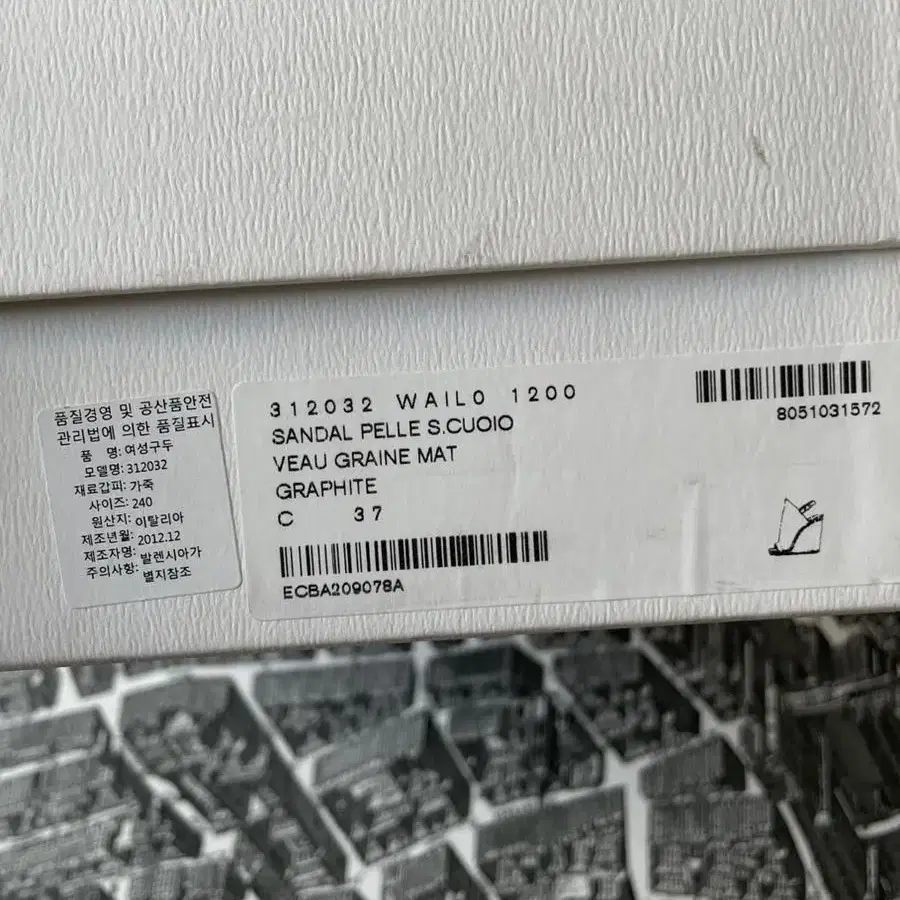 품질경영 및 공산품안전
관리법에 의한 품질표시
품 명: 여성구두
모델명: 312032
재료갑피: 가죽
사이즈: 240
원산지: 이탈리아
제조년월: 2012.12
제조자명: 발렌시아가
주의사항: 별지참조
312032 WAIL0 1200
SANDAL PELLE S.CUOIO
VEAU GRAINE MAT
GRAPHITE
C 37
ECBA209078A
8051031572